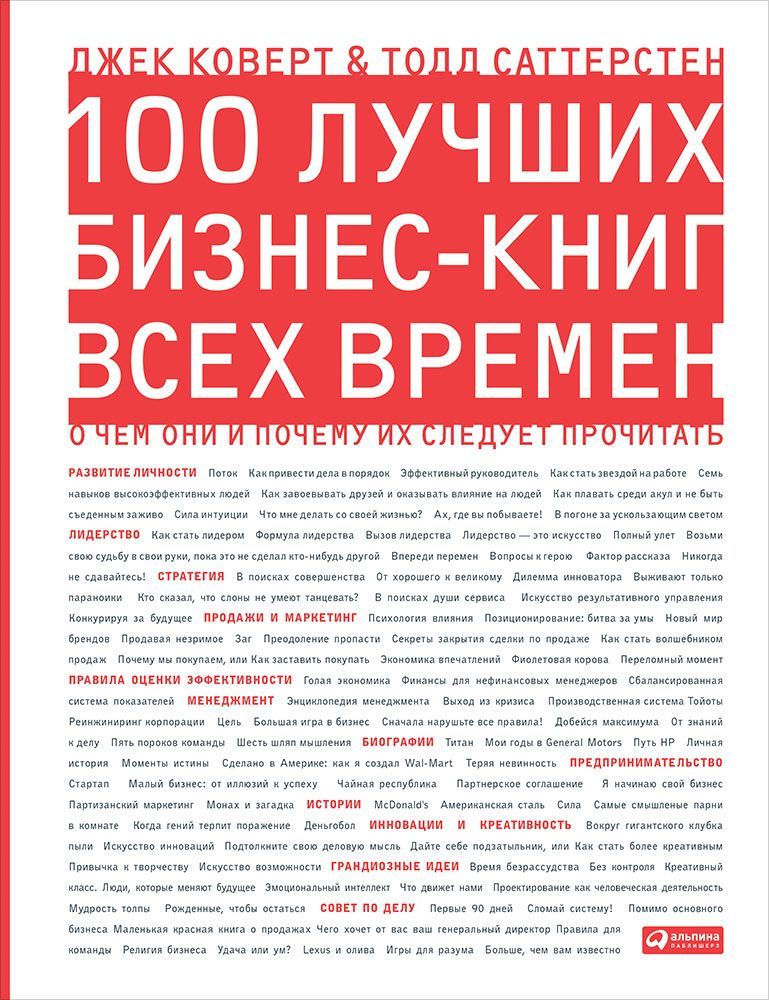 ДЖЕК КОВЕРТ & ТОДД САТТЕРСТЕН
100 ЛУЧШИХ
БИЗНЕС-КНИГ
ВСЕХ ВРЕМЕН
О ЧЕМ ОНИ И ПОЧЕМУ ИХ СЛЕДУЕТ ПРОЧИТАТЬ
РАЗВИТИЕ ЛИЧНОСТИ Поток Как привести дела в порядок Эффективный руководитель Как стать звездой на работе Семь
навыков высокоэффективных людей Как завоевывать друзей и оказывать влияние на людей Как плавать среди акул и не быть
съеденным заживо Сила интуиции Что мне делать со своей жизнью? Ах, где вы побываете! В погоне за ускользающим светом
ЛИДЕРСТВО Как стать лидером Формула лидерства Вызов лидерства Лидерство — это искусство Полный улет Возьми
свою судьбу в свои руки, пока это не сделал кто-нибудь другой Впереди перемен Вопросы к герою Фактор рассказа Никогда
не сдавайтесь! СТРАТЕГИЯ В поисках совершенства От хорошего к великому Дилемма инноватора Выживают только
параноики Кто сказал, что слоны не умеют танцевать? В поисках души сервиса Искусство результативного управления
Конкурируя за будущее ПРОДАЖИ И МАРКЕТИНГ Психология влияния Позиционирование: битва за умы Новый мир
брендов Продавая незримое Заг Преодоление пропасти Секреты закрытия сделки по продаже Как стать волшебником
продаж Почему мы покупаем, или Как заставить покупать Экономика впечатлений Фиолетовая корова Переломный момент
ПРАВИЛА ОЦЕНКИ ЭФФЕКТИВНОСТИ Голая экономика Финансы для нефинансовых менеджеров Сбалансированная
система показателей МЕНЕДЖМЕНТ Энциклопедия менеджмента Выход из кризиса Производственная система Тойоты
Реинжиниринг корпорации Цель Большая игра в бизнес Сначала нарушьте все правила! Добейся максимума От знаний
к делу Пять пороков команды Шесть шляп мышления БИОГРАФИИ Титан Мои годы в General Motors Путь HP Личная
история Моменты истины Сделано в Америке: как я создал Wal-Mart Теряя невинность ПРЕДПРИНИМАТЕЛЬСТВО
Стартап Малый бизнес: от иллюзий к успеху Чайная республика Партнерское соглашение Я начинаю свой бизнес
Партизанский маркетинг Монах и загадка ИСТОРИИ McDonald's Американская сталь Сила Самые смышленые парни
в комнате Когда гений терпит поражение Деньгобол ИННОВАЦИИ И КРЕАТИВНОСТЬ Вокруг гигантского клубка
пыли Искусство инноваций Подтолкните свою деловую мысль Дайте себе подзатыльник, или Как стать более креативным
Привычка к творчеству Искусство возможности ГРАНДИОЗНЫЕ ИДЕИ Время безрассудства Без контроля Креативный
класс. Люди, которые меняют будущее Эмоциональный интеллект Что движет нами Проектирование как человеческая деятельность
Мудрость толпы Рожденные, чтобы остаться СОВЕТ ПО ДЕЛУ Первые 90 дней Сломай систему! Помимо основного
бизнеса Маленькая красная книга о продажах Чего хочет от вас ваш генеральный директор Правила для
команды Религия бизнеса Удача или ум? Lexus и олива Игры для разума Больше, чем вам известно
альпина
ПАБЛИШЕРЗ